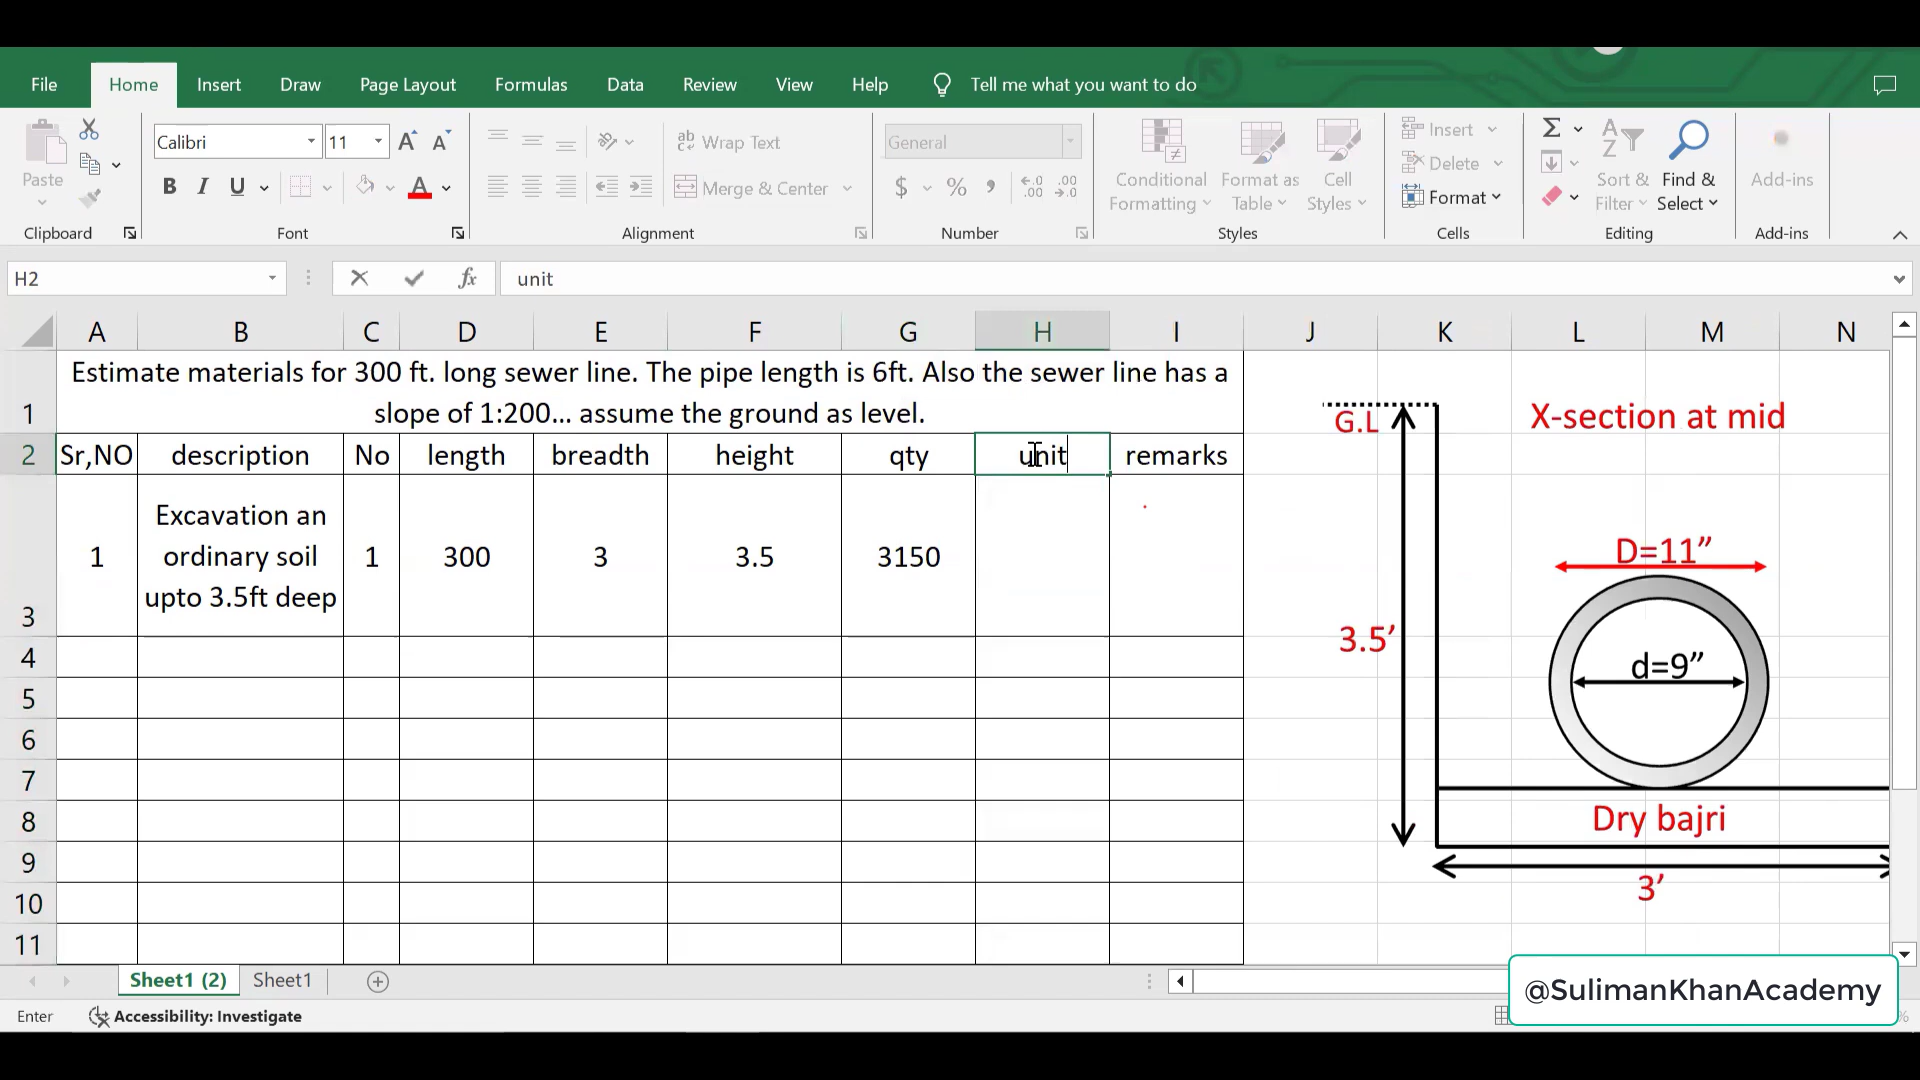 File Home Insert Draw Page Layout Formulas Data Review View Help Tell me what you want to do
Paste
Clipboard
Calibri 11
B I U
Font
Wrap Text
Merge & Center
Alignment
General
$ % ,
Number
Conditional Formatting
Format as Table
Cell Styles
Styles
Insert
Delete
Format
Cells
Sort & Filter
Find & Select
Editing
Add-ins
Add-ins
H2 fx unit
A B C D E F G H I J K L M N
Estimate materials for 300 ft. long sewer line. The pipe length is 6ft. Also the sewer line has a
1 slope of 1:200... assume the ground as level.
2 Sr,NO description No length breadth height qty unit remarks
Excavation an
1 ordinary soil 1 300 3 3.5 3150
upto 3.5ft deep
3
4
5
6
7
8
9
10
11
G.L X-section at mid
D=11”
3.5’
d=9”
Dry bajri
3’
Sheet1 (2) Sheet1
@SulimanKhanAcademy
Enter Accessibility: Investigate